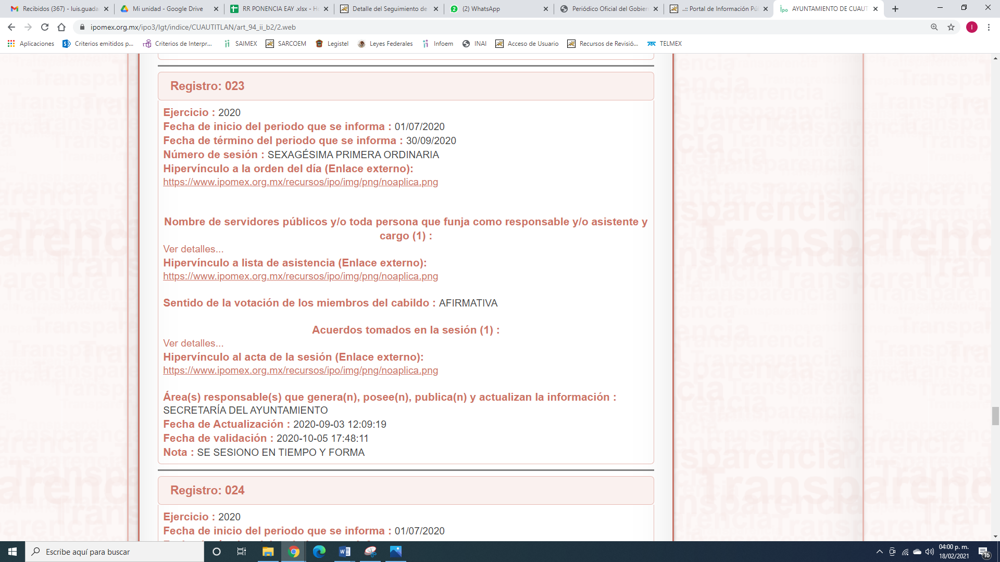 Recibidos (367) - luis.guada
Mi unidad - Google Drive
RR PONENCIA EAY .xlsx - H
Detalle del Seguimiento de
(2) WhatsApp
Periódico Oficial del Gobier
..:: Portal de Información Pú
AYUNTAMIENTO DE CUAUT
ipomex.org.mx/ipo3/lgt/indice/CUAUTITLAN/art_94_ii_b2/2.web
Aplicaciones
Criterios emitidos p...
Criterios de Interpr...
SAIMEX
SARCOEM
Legistel
Leyes Federales
Infoem
INAI
Acceso de Usuario
Recursos de Revisió...
TELMEX
Registro: 023
Ejercicio : 2020
Fecha de inicio del periodo que se informa : 01/07/2020
Fecha de término del periodo que se informa : 30/09/2020
Número de sesión : SEXAGÉSIMA PRIMERA ORDINARIA
Hipervínculo a la orden del día (Enlace externo):
https://www.ipomex.org.mx/recursos/ipo/img/png/noaplica.png
Nombre de servidores públicos y/o toda persona que funja como responsable y/o asistente y
cargo (1) :
Ver detalles...
Hipervínculo a lista de asistencia (Enlace externo):
https://www.ipomex.org.mx/recursos/ipo/img/png/noaplica.png
Sentido de la votación de los miembros del cabildo : AFIRMATIVA
Acuerdos tomados en la sesión (1) :
Ver detalles...
Hipervínculo al acta de la sesión (Enlace externo):
https://www.ipomex.org.mx/recursos/ipo/img/png/noaplica.png
Área(s) responsable(s) que genera(n), posee(n), publica(n) y actualizan la información :
SECRETARÍA DEL AYUNTAMIENTO
Fecha de Actualización : 2020-09-03 12:09:19
Fecha de validación : 2020-10-05 17:48:11
Nota : SE SESIONO EN TIEMPO Y FORMA
Registro: 024
Ejercicio : 2020
Fecha de inicio del periodo que se informa : 01/07/2020
Escribe aquí para buscar
04:00 p. m.
18/02/2021
16